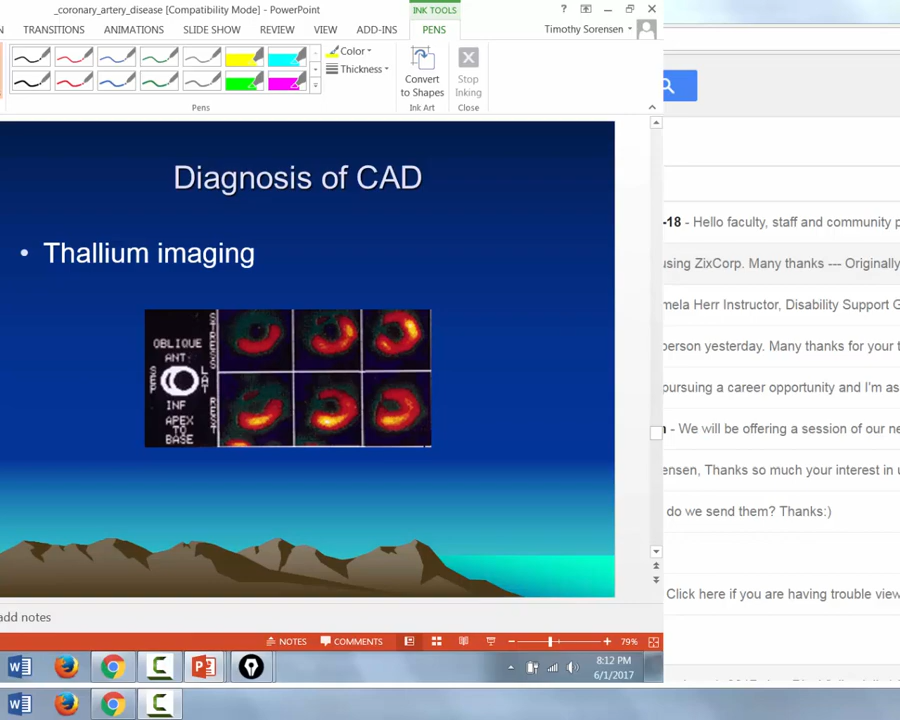 _coronary_artery_disease [Compatibility Mode] - PowerPoint
INK TOOLS
TRANSITIONS
ANIMATIONS
SLIDE SHOW
REVIEW
VIEW
ADD-INS
PENS
Timothy Sorensen
Color
Thickness
Convert
to Shapes
Stop
Inking
Pens
Ink Art
Close
Diagnosis of CAD
• Thallium imaging
STRESS
OBLIQUE
ANT
SEP
LAT
INF
REST
APEX
TO
BASE
add notes
NOTES
COMMENTS
79%
8:12 PM
6/1/2017
-18 - Hello faculty, staff and community p
using ZixCorp. Many thanks --- Originally
mela Herr Instructor, Disability Support G
person yesterday. Many thanks for your t
pursuing a career opportunity and I'm as
- We will be offering a session of our ne
ensen, Thanks so much your interest in u
do we send them? Thanks:)
Click here if you are having trouble view